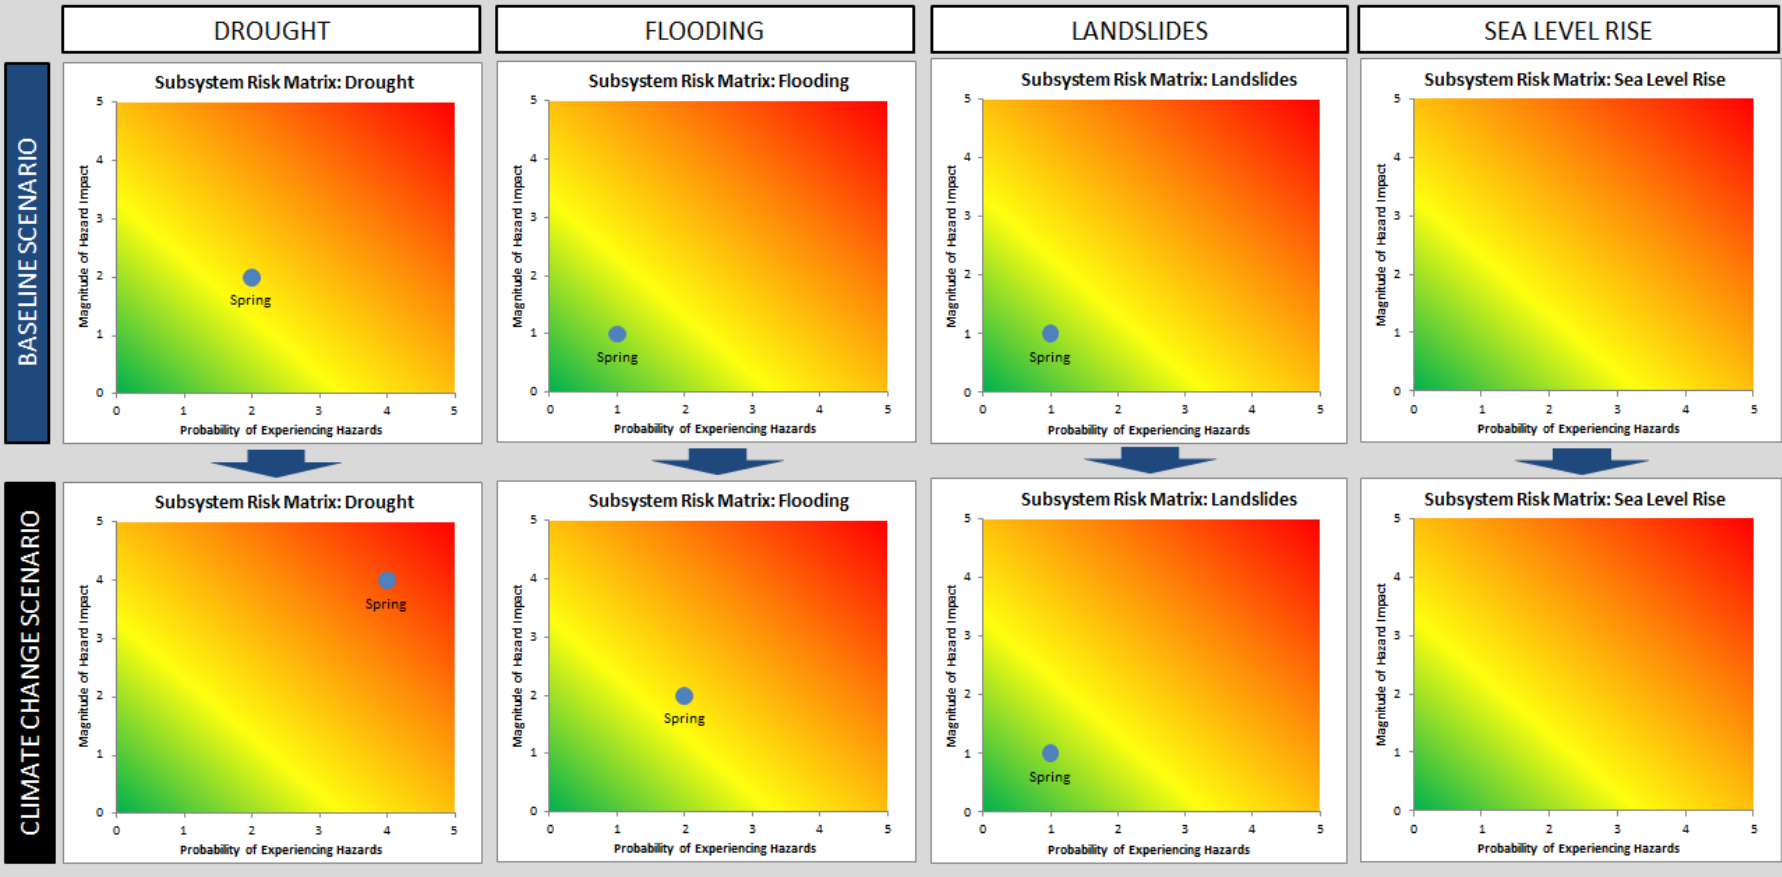 DROUGHT
FLOODING
LANDSLIDES
SEA LEVEL RISE
BASELINE SCENARIO
Subsystem Risk Matrix: Drought
Magnitude of Hazard Impact
5
4
3
2
1
0
Spring
0 1 2 3 4 5
Probability of Experiencing Hazards
Subsystem Risk Matrix: Flooding
Magnitude of Hazard Impact
5
4
3
2
1
0
Spring
0 1 2 3 4 5
Probability of Experiencing Hazards
Subsystem Risk Matrix: Landslides
Magnitude of Hazard Impact
5
4
3
2
1
0
Spring
0 1 2 3 4 5
Probability of Experiencing Hazards
Subsystem Risk Matrix: Sea Level Rise
Magnitude of Hazard Impact
5
4
3
2
1
0
0 1 2 3 4 5
Probability of Experiencing Hazards
CLIMATE CHANGE SCENARIO
Subsystem Risk Matrix: Drought
Magnitude of Hazard Impact
5
4
3
2
1
0
Spring
0 1 2 3 4 5
Probability of Experiencing Hazards
Subsystem Risk Matrix: Flooding
Magnitude of Hazard Impact
5
4
3
2
1
0
Spring
0 1 2 3 4 5
Probability of Experiencing Hazards
Subsystem Risk Matrix: Landslides
Magnitude of Hazard Impact
5
4
3
2
1
0
Spring
0 1 2 3 4 5
Probability of Experiencing Hazards
Subsystem Risk Matrix: Sea Level Rise
Magnitude of Hazard Impact
5
4
3
2
1
0
0 1 2 3 4 5
Probability of Experiencing Hazards